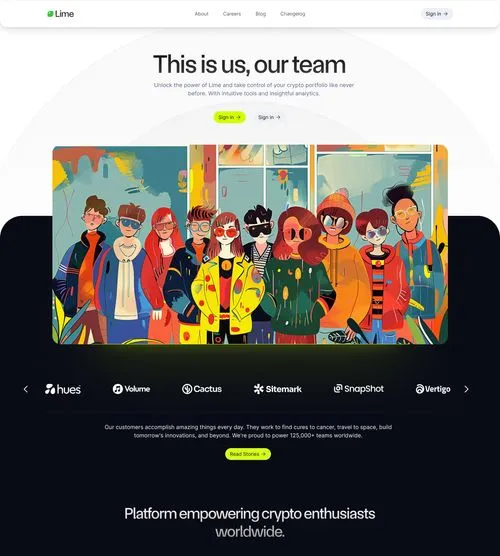 Lime
About Careers Blog Changelog
Sign in →
This is us, our team
Unlock the power of Lime and take control of your crypto portfolio like never
before. With intuitive tools and insightful analytics.
Sign in → Sign in →
hues Volume Cactus Sitemark SnapShot Vertigo
Our customers accomplish amazing things every day. They work to find cures to cancer, travel to space, build
tomorrow's innovations, and beyond. We're proud to power 125,000+ teams worldwide.
Read Stories →
Platform empowering crypto enthusiasts
worldwide.